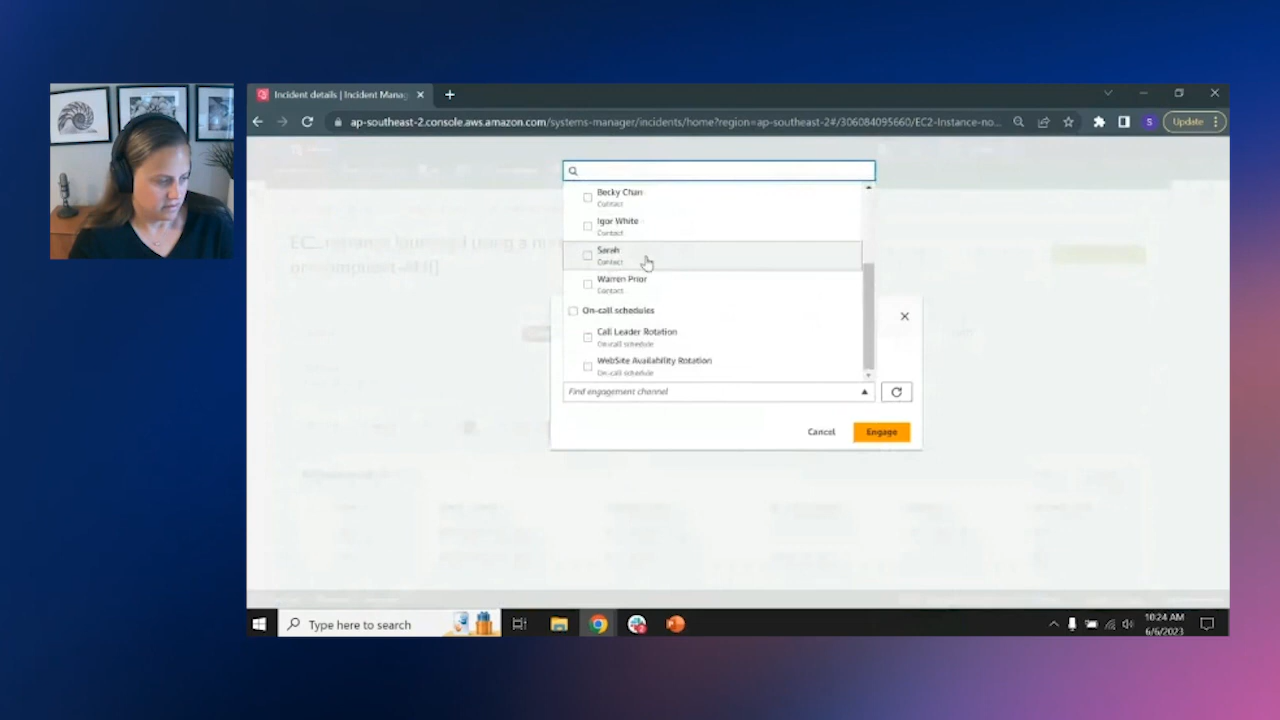 Incident details | Incident Manag
ap-southeast-2.console.aws.amazon.com/systems-manager/incidents/home?region=ap-southeast-2#/306084095660/EC2-Instance-no...
S
Update
Becky Chan
Contact
Igor White
Contact
Sarah
Contact
Warren Prior
Contact
On-call schedules
Call Leader Rotation
On-call schedule
WebSite Availability Rotation
On-call schedule
Find engagement channel
Cancel
Engage
Type here to search
10:24 AM
6/6/2023